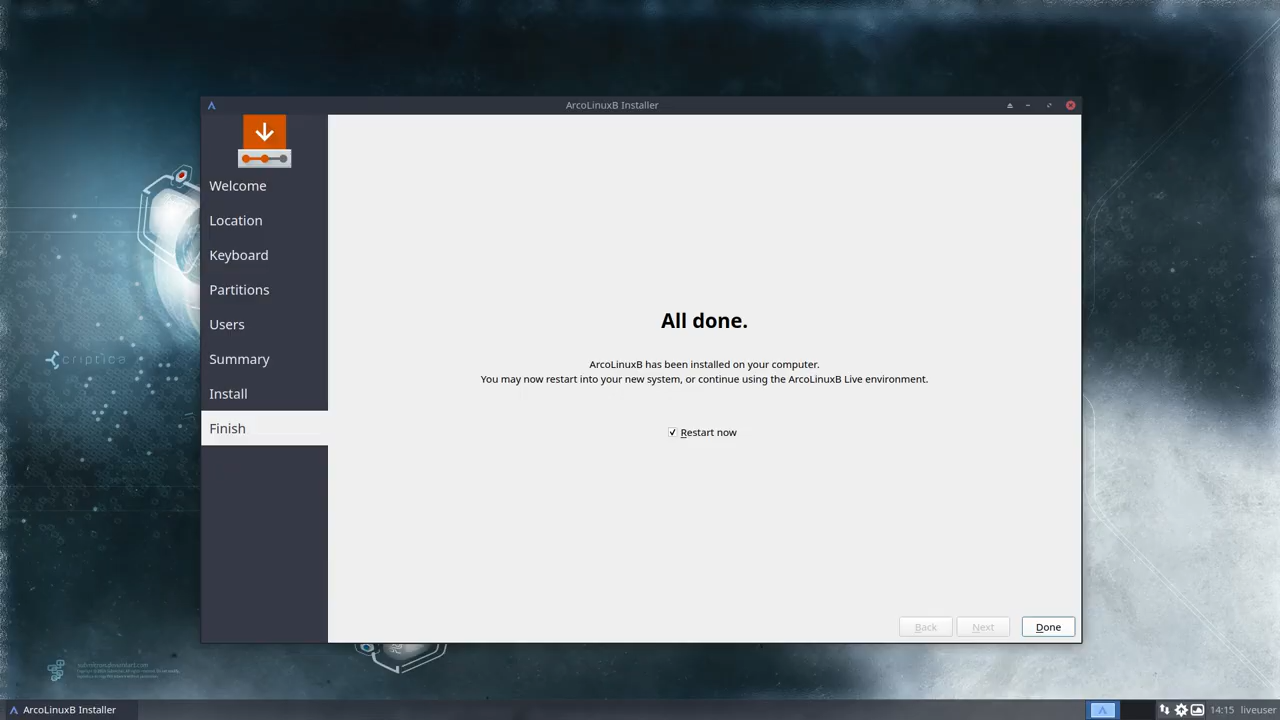 ArcoLinuxB Installer
Welcome
Location
Keyboard
Partitions
Users
Summary
Install
Finish
All done.
ArcoLinuxB has been installed on your computer.
You may now restart into your new system, or continue using the ArcoLinuxB Live environment.
Restart now
Back
Next
Done
criptica
ArcoLinuxB Installer
14:15
liveuser